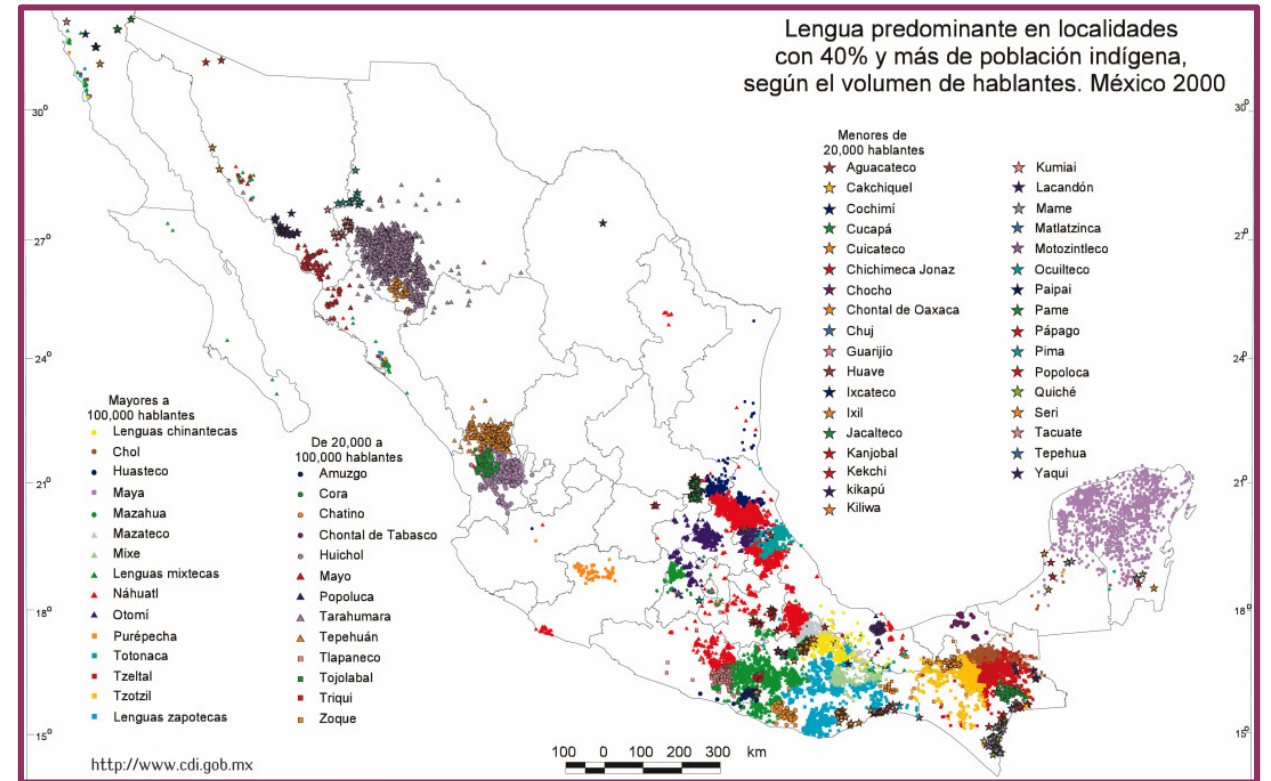 Lengua predominante en localidades
con 40% y más de población indígena,
según el volumen de hablantes. México 2000
30°
30°
27°
27°
24°
24°
21°
21°
18°
18°
15°
15°
Menores de
20,000 hablantes
Aguacateco
Cakchiquel
Cochimí
Cucapá
Cuicateco
Chichimeca Jonaz
Chocho
Chontal de Oaxaca
Chuj
Guarijío
Huave
Ixcateco
Ixil
Jacalteco
Kanjobal
Kekchi
kikapú
Kiliwa
Kumiai
Lacandón
Mame
Matlatzinca
Motozintleco
Ocuilteco
Paipai
Pame
Pápago
Pima
Popoloca
Quiché
Seri
Tacuate
Tepehua
Yaqui
Mayores a
100,000 hablantes
Lenguas chinantecas
Chol
Huasteco
Maya
Mazahua
Mazateco
Mixe
Lenguas mixtecas
Náhuatl
Otomí
Purépecha
Totonaca
Tzeltal
Tzotzil
Lenguas zapotecas
De 20,000 a
100,000 hablantes
Amuzgo
Cora
Chatino
Chontal de Tabasco
Huichol
Mayo
Popoluca
Tarahumara
Tepehuán
Tlapaneco
Tojolabal
Triqui
Zoque
100 0 100 200 300 km
http://www.cdi.gob.mx